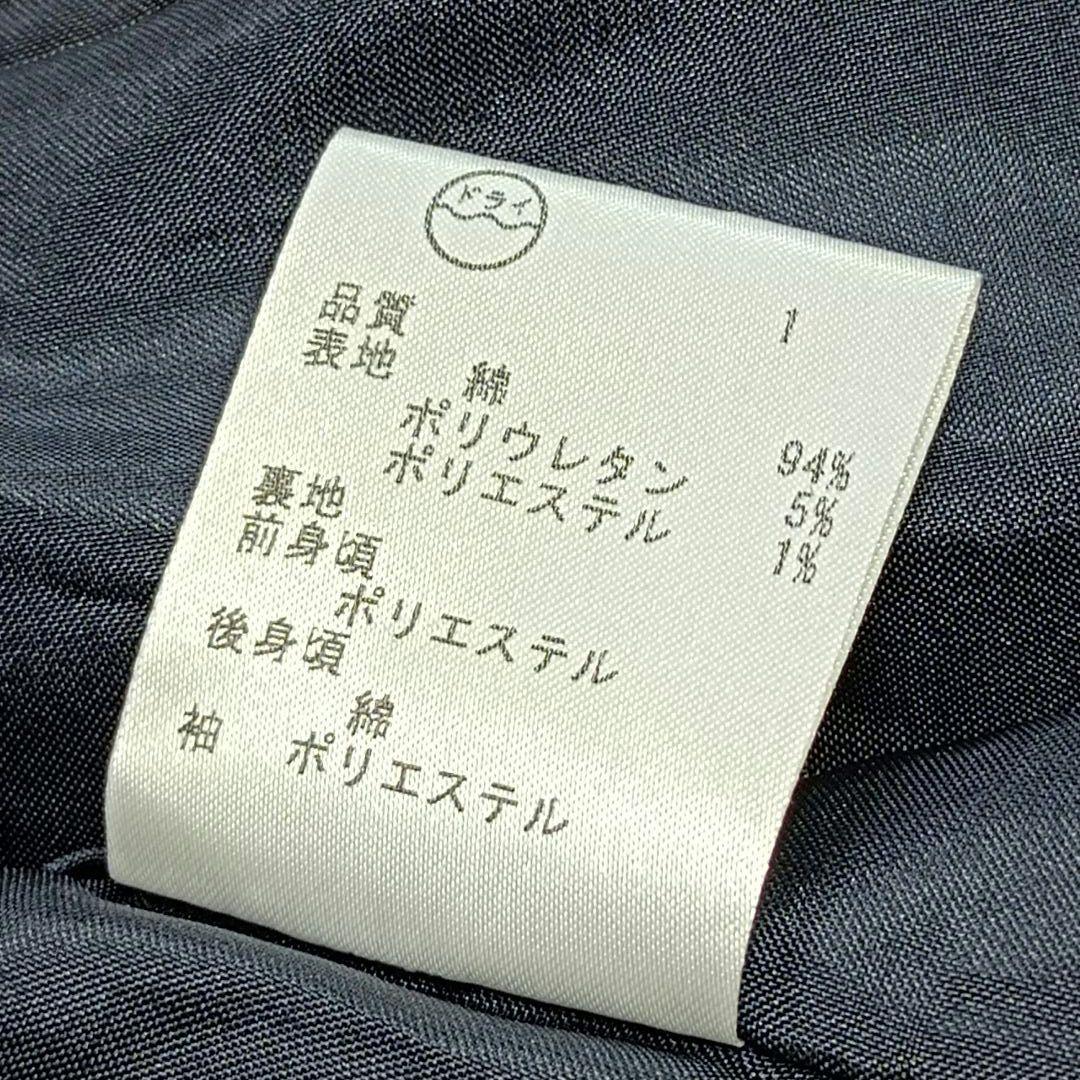 ドライ
品質 1
表地 綿 94%
ポリウレタン 5%
ポリエステル 1%
裏地
前身頃
ポリエステル
後身頃
綿
袖 ポリエステル